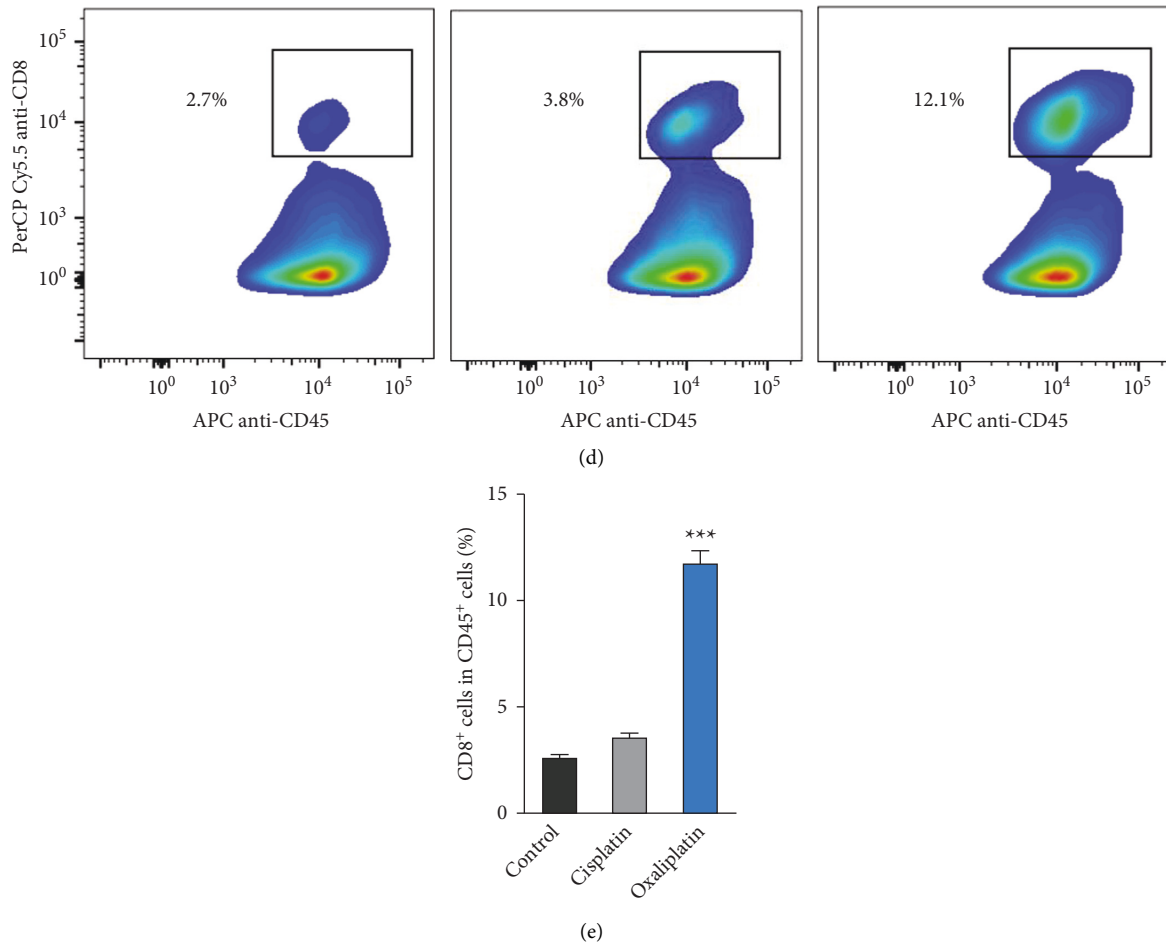 PerCP Cy5.5 anti-CD8
10⁵
10⁴
10³
10⁰
2.7%
3.8%
12.1%
10⁰ 10³ 10⁴ 10⁵
10⁰ 10³ 10⁴ 10⁵
10⁰ 10³ 10⁴ 10⁵
APC anti-CD45
APC anti-CD45
APC anti-CD45
(d)
CD8⁺ cells in CD45⁺ cells (%)
15
10
5
0
***
Control
Cisplatin
Oxaliplatin
(e)